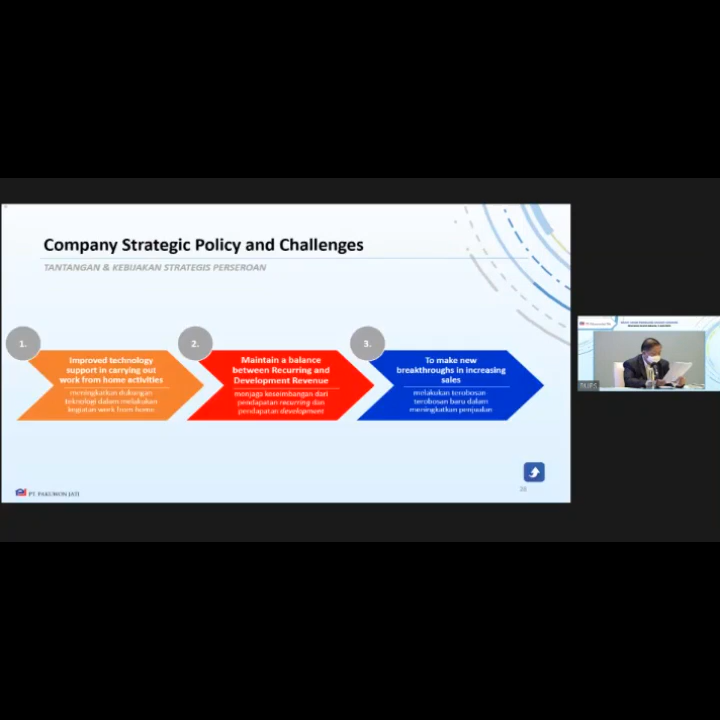 Company Strategic Policy and Challenges
TANTANGAN & KEBIJAKAN STRATEGIS PERSEROAN
1.
Improved technology
support in carrying out
work from home activities
meningkatkan dukungan
teknologi dalam melakukan
kegiatan work from home
2.
Maintain a balance
between Recurring and
Development Revenue
menjaga keseimbangan dari
pendapatan recurring dan
pendapatan development
3.
To make new
breakthroughs in increasing
sales
melakukan terobosan
terobosan baru dalam
meningkatkan penjualan
PT. PAKUWON JATI